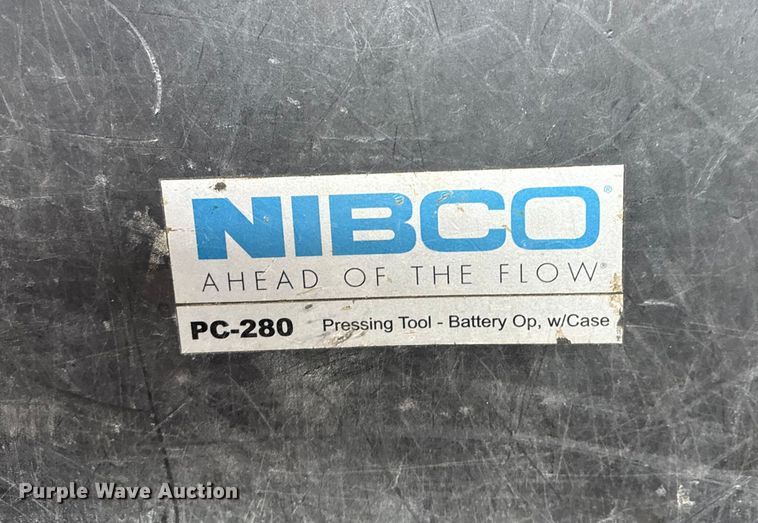 NIBCO®
AHEAD OF THE FLOW®
PC-280 Pressing Tool - Battery Op, w/Case
Purple Wave Auction